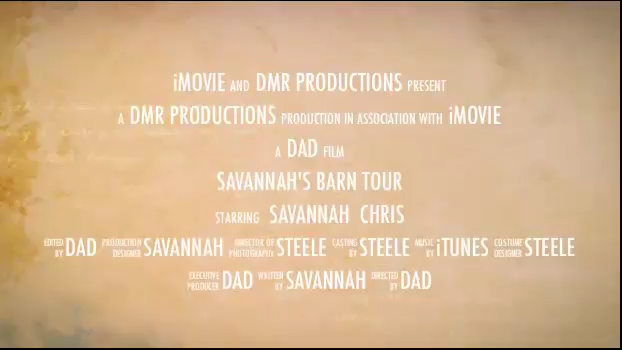 iMOVIE AND DMR PRODUCTIONS PRESENT
A DMR PRODUCTIONS PRODUCTION IN ASSOCIATION WITH iMOVIE
A DAD FILM
SAVANNAH'S BARN TOUR
STARRING SAVANNAH CHRIS
EDITED BY DAD PRODUCTION DESIGNER SAVANNAH DIRECTOR OF PHOTOGRAPHY STEELE CASTING BY STEELE MUSIC BY iTUNES COSTUME DESIGNER STEELE
EXECUTIVE PRODUCER DAD WRITTEN BY SAVANNAH DIRECTED BY DAD